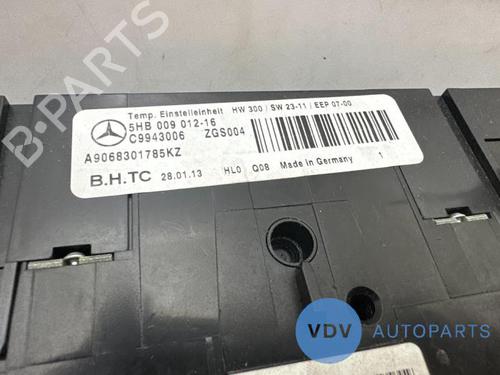 Temp. Einstelleinheit HW 300 / SW 23-11 / EEP 07-00
5HB 009 012-16
C9943006 ZGS004
A9068301785KZ
B.H.TC 28.01.13 HL0 Q08 Made in Germany 1
VDV AUTOPARTS